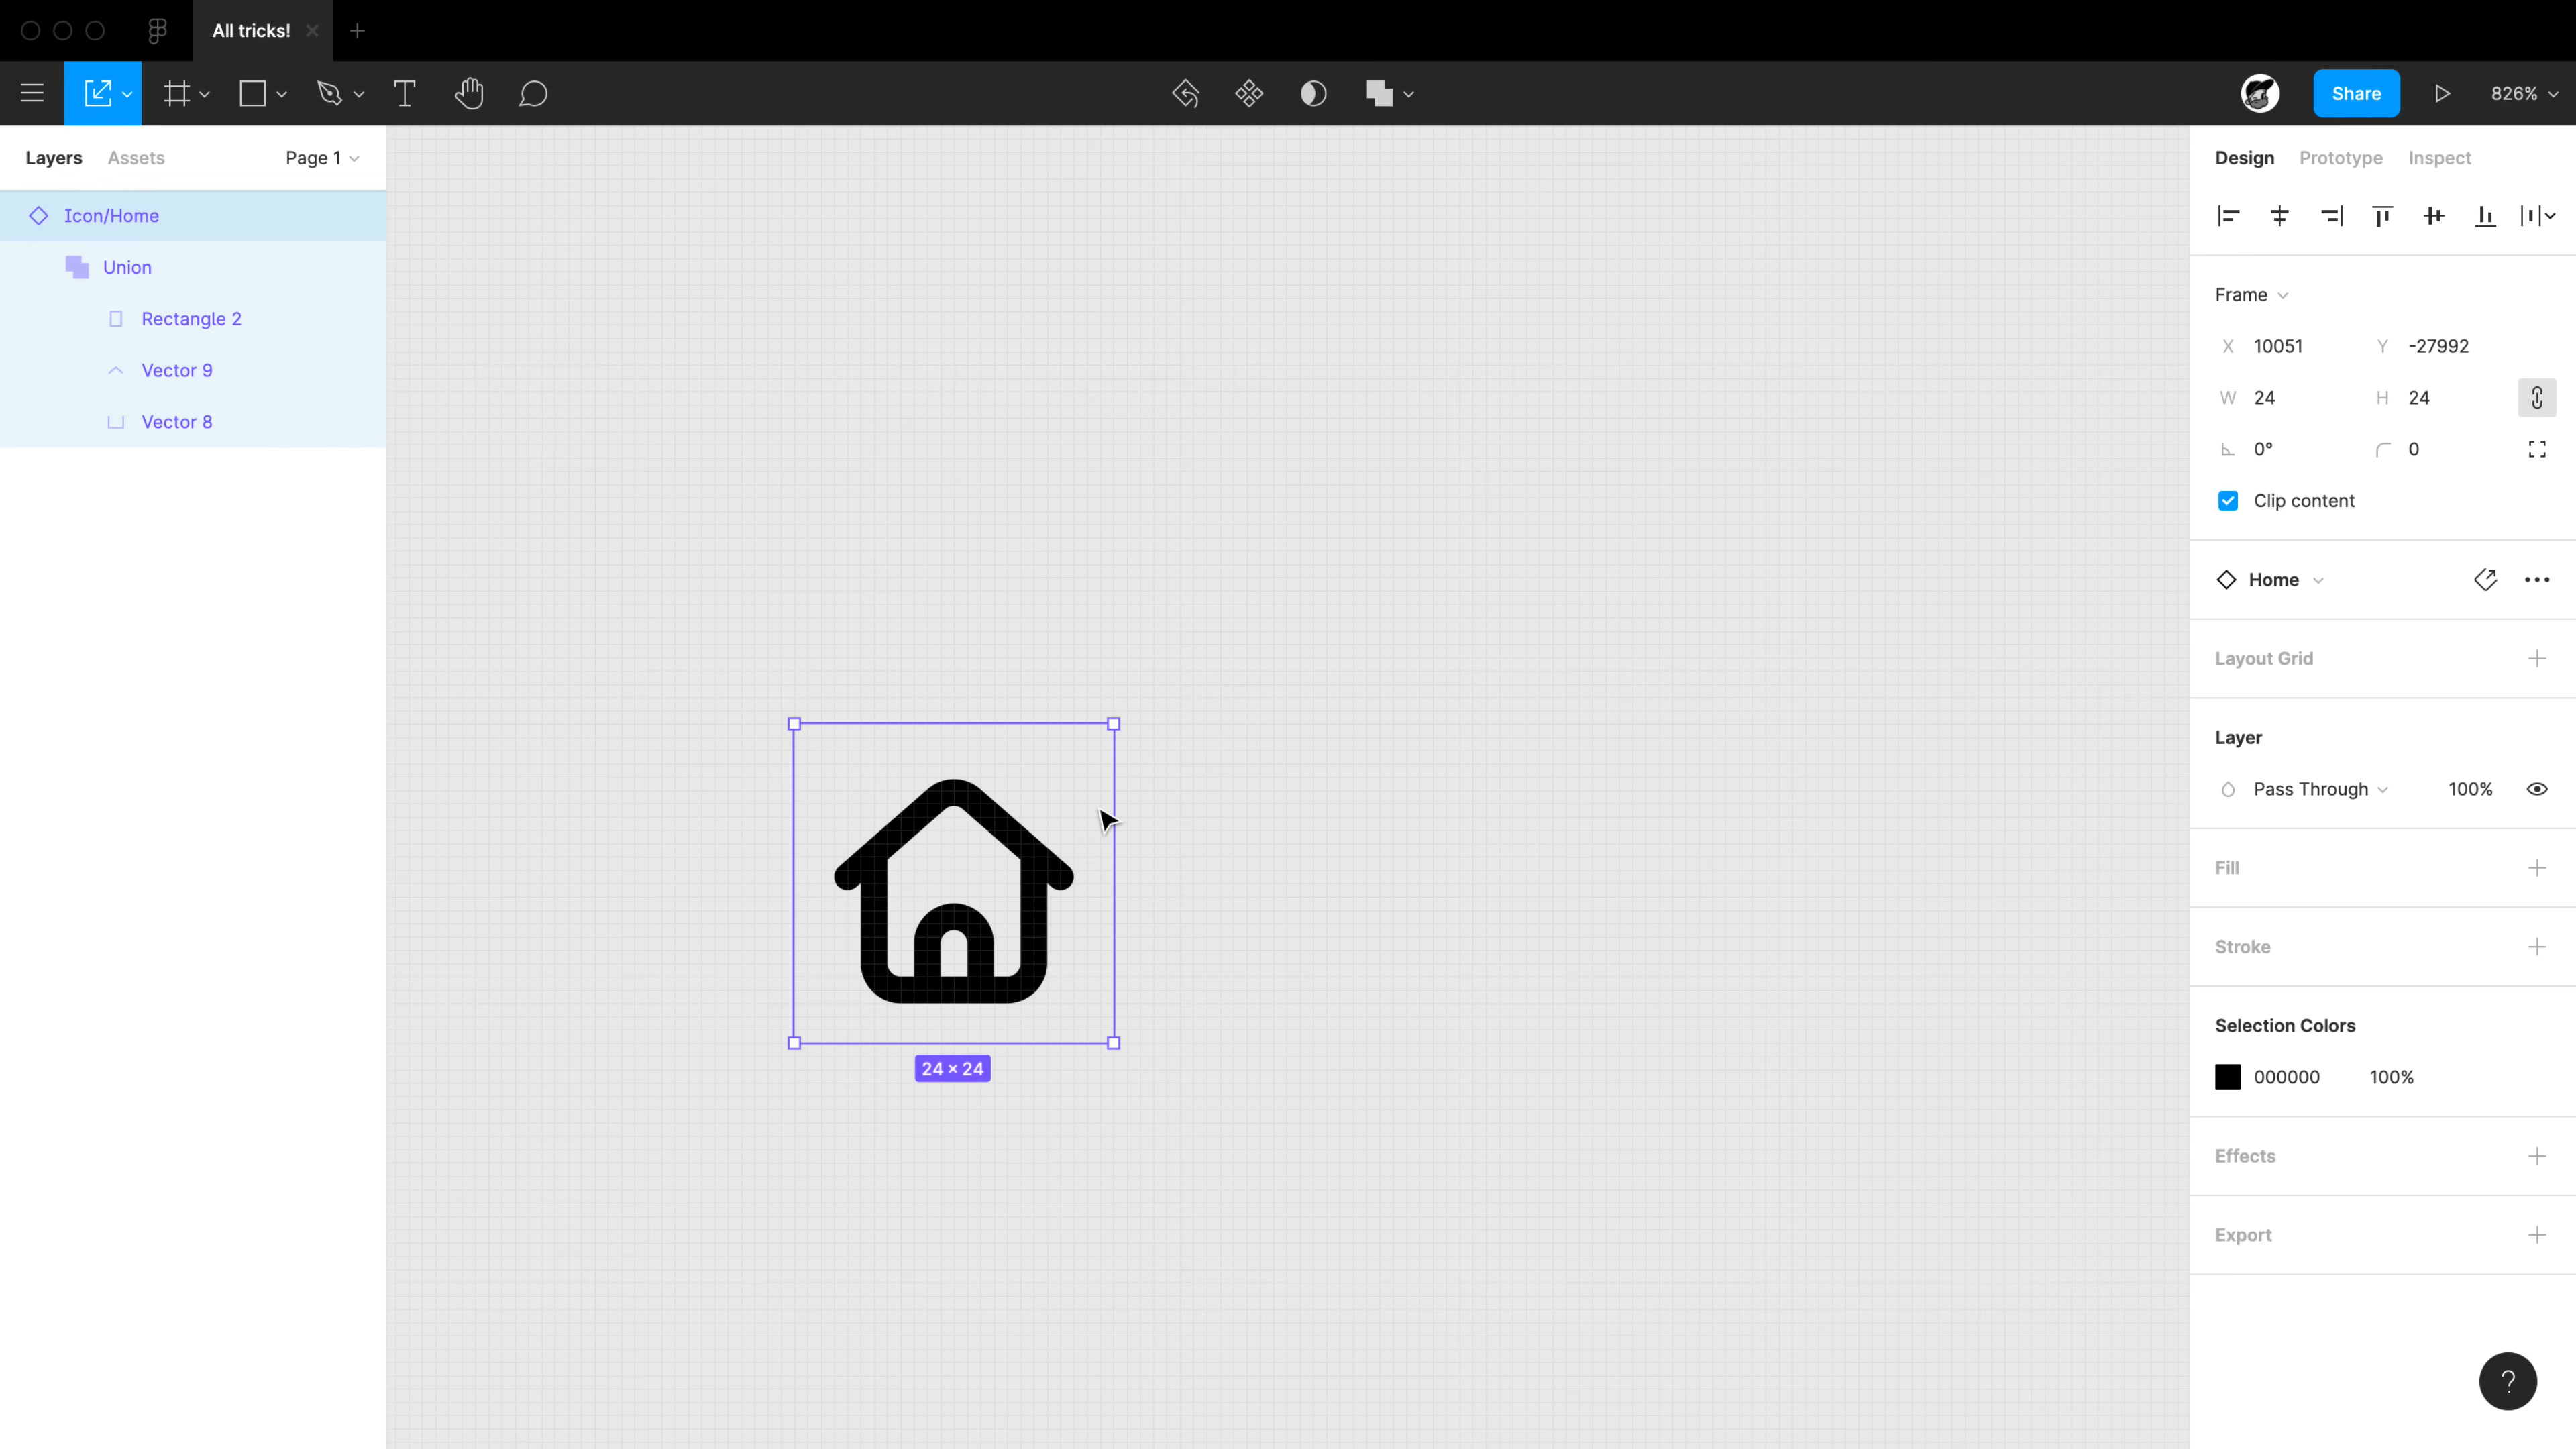 All tricks!
Share
826%
Layers Assets Page 1
Icon/Home
Union
Rectangle 2
Vector 9
Vector 8
24 × 24
Design Prototype Inspect
Frame
X 10051 Y -27992
W 24 H 24
0° 0
Clip content
Home
Layout Grid
Layer
Pass Through 100%
Fill
Stroke
Selection Colors
000000 100%
Effects
Export
?